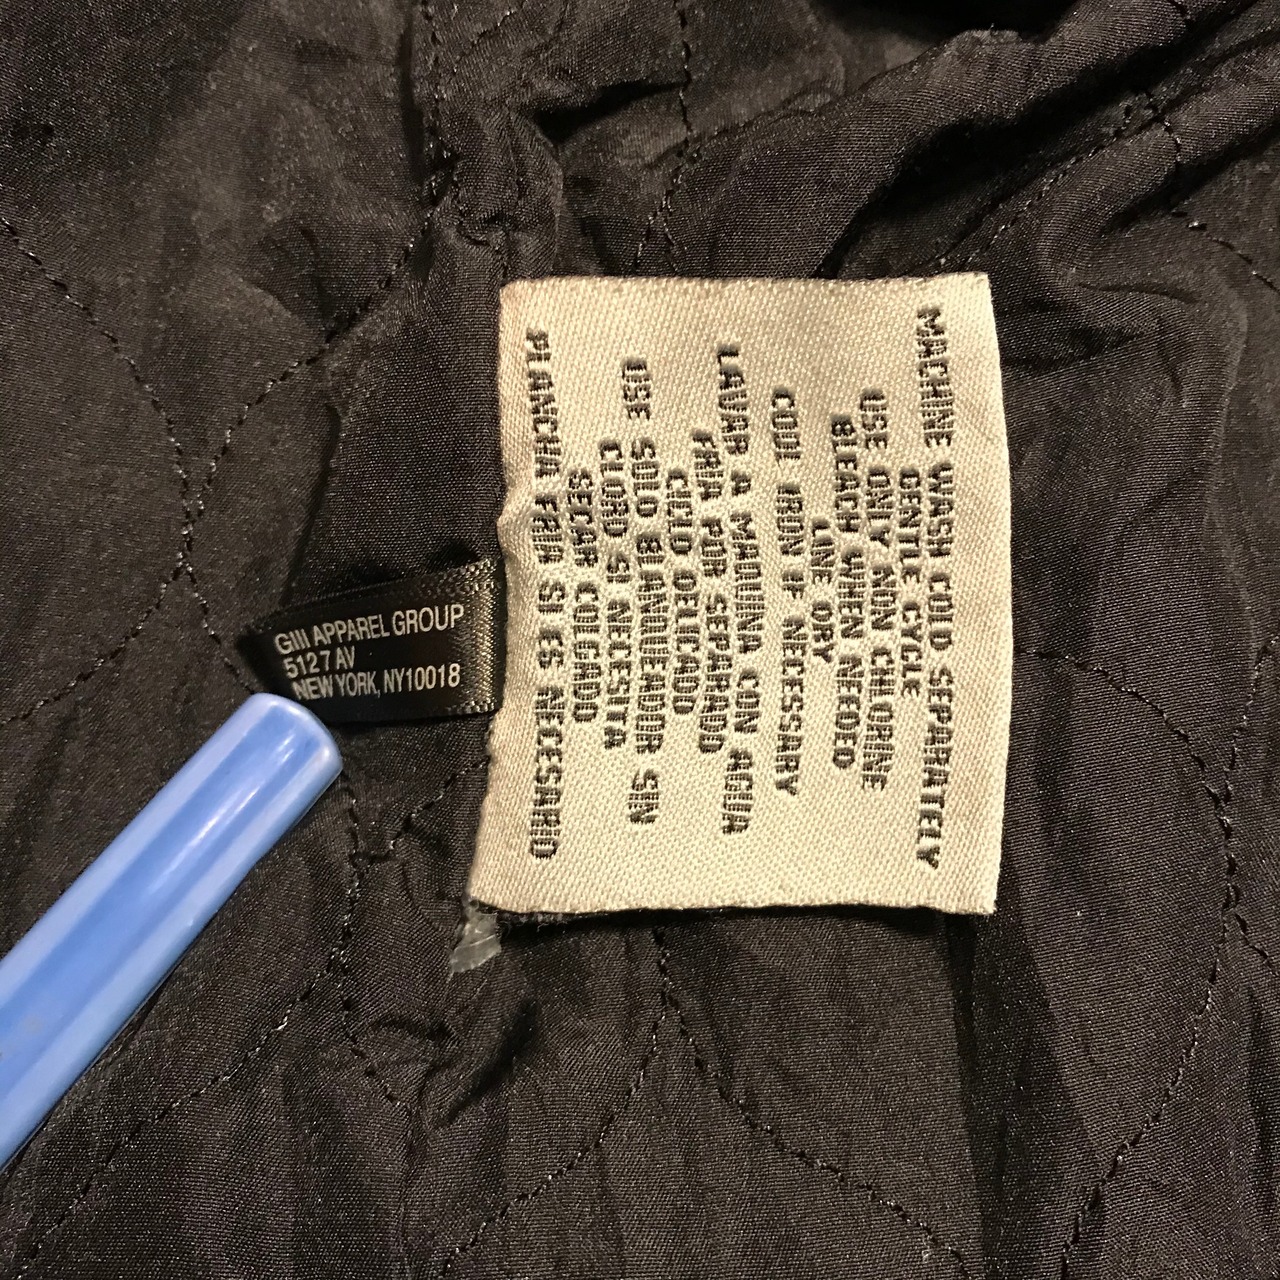 GIII APPAREL GROUP
512 7 AV
NEW YORK, NY10018
MACHINE WASH COLD SEPARATELY
GENTLE CYCLE
USE ONLY NON CHLORINE
BLEACH WHEN NEEDED
LINE DRY
COOL IRON IF NECESSARY
LAVAR A MAQUINA CON AGUA
FRIA POR SEPARADO
CICLO DELICADO
USE SOLO BLANQUEADOR SIN
CLORO SI NECESITA
SECAR COLGADO
PLANCHA FRIA SI ES NECESARIO